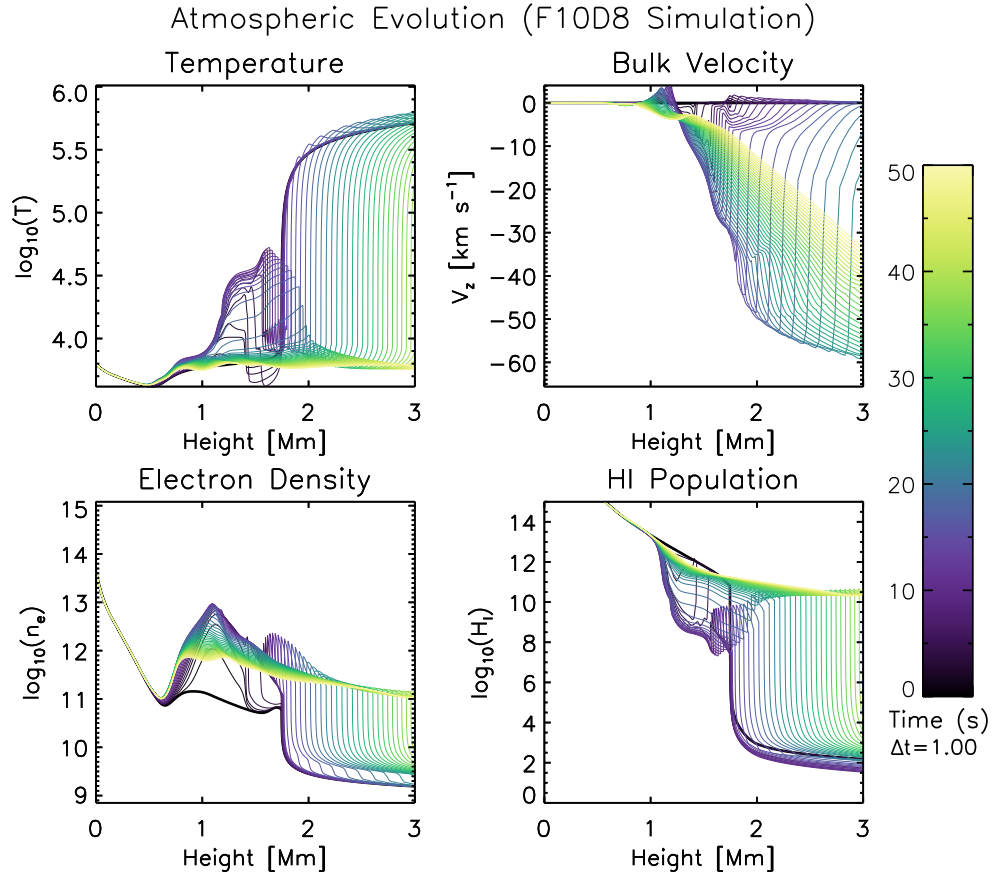 Atmospheric Evolution (F10D8 Simulation)
Temperature
log₁₀(T)
6.0
5.5
5.0
4.5
4.0
0 1 2 3
Height [Mm]
Bulk Velocity
V_z [km s⁻¹]
0
−10
−20
−30
−40
−50
−60
0 1 2 3
Height [Mm]
Electron Density
log₁₀(nₑ)
15
14
13
12
11
10
9
0 1 2 3
Height [Mm]
HI Population
log₁₀(H_I)
14
12
10
8
6
4
2
0
0 1 2 3
Height [Mm]
50
40
30
20
10
0
Time (s)
Δt=1.00